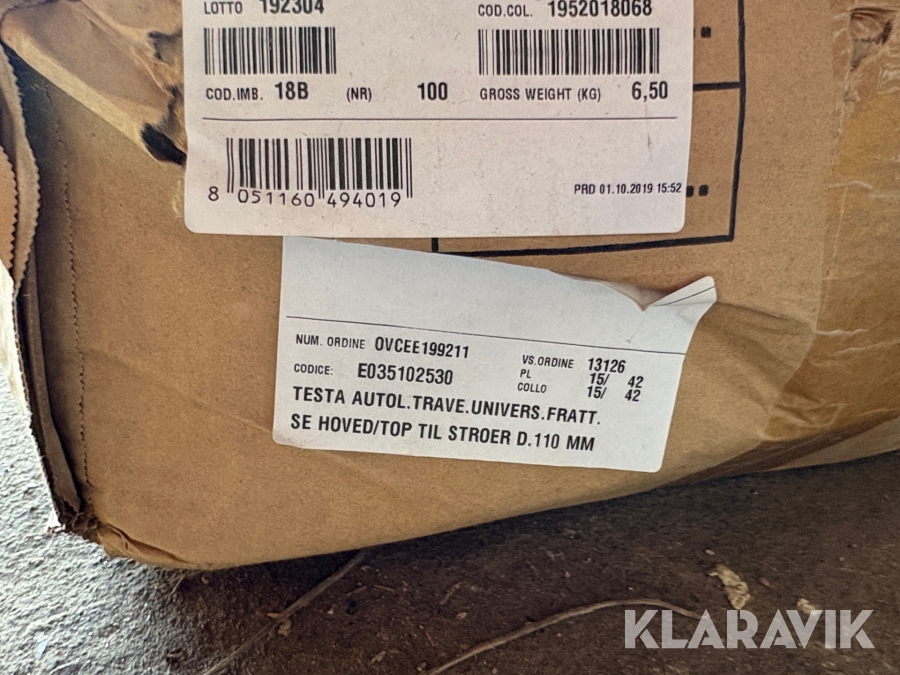 LOTTO 192304 COD.COL. 1952018068
COD.IMB. 18B (NR) 100 GROSS WEIGHT (KG) 6,50
8 051160 494019
PRD 01.10.2019 15:52
NUM. ORDINE OVCEE199211 VS.ORDINE 13126
PL 15/ 42
CODICE: E035102530 COLLO 15/ 42
TESTA AUTOL.TRAVE.UNIVERS.FRATT.
SE HOVED/TOP TIL STROER D.110 MM
KLARAVIK